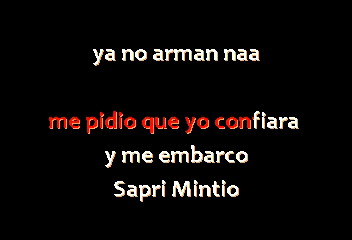 ya no arman naa
me pidio que yo confiara
y me embarco
Sapri Mintio